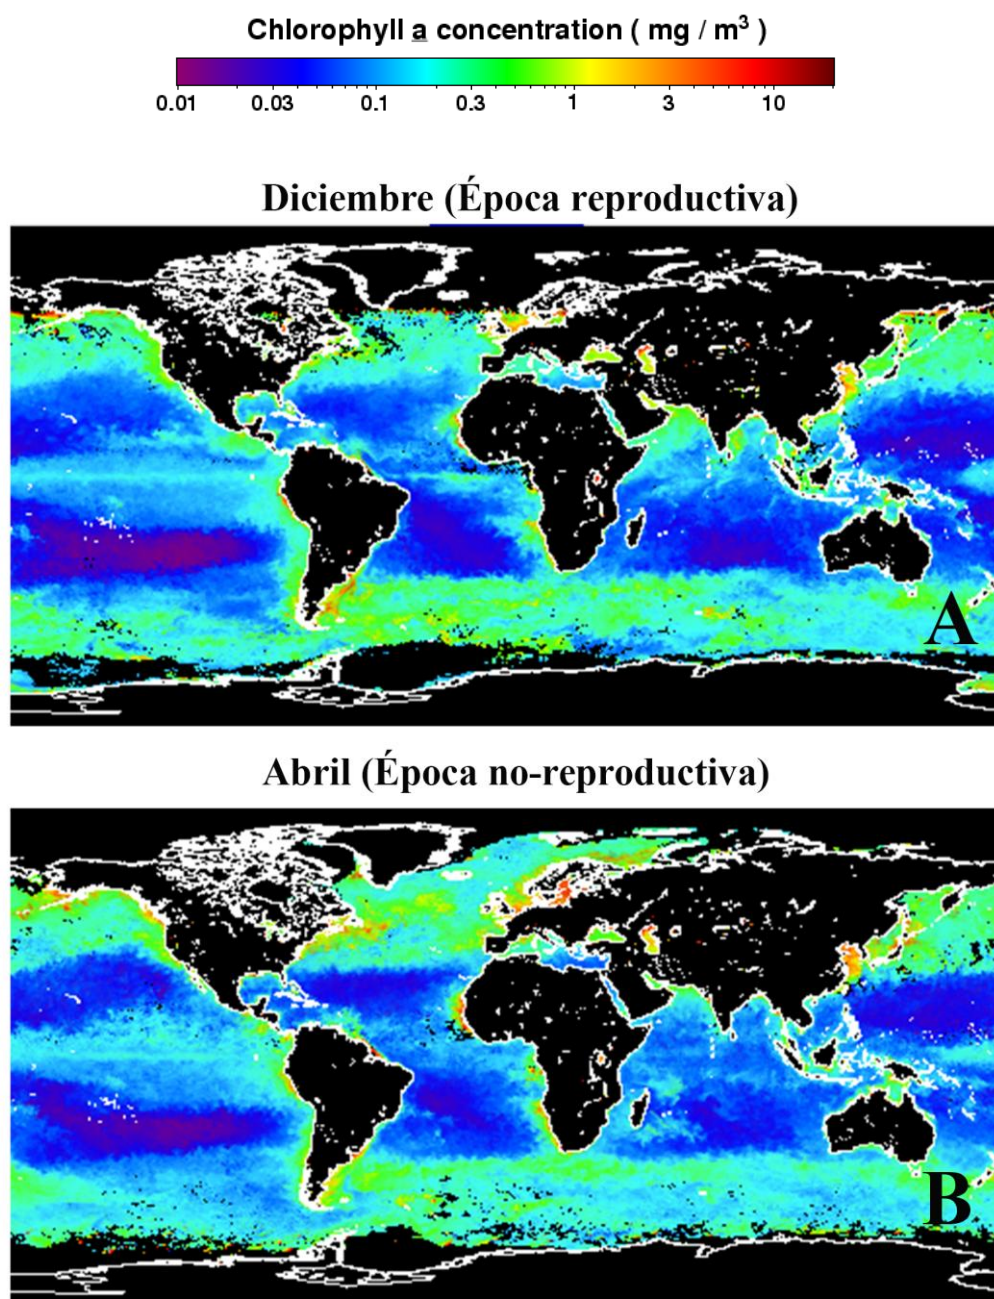 Chlorophyll a concentration ( mg / m³ )
0.01 0.03 0.1 0.3 1 3 10
Diciembre (Época reproductiva)
A
Abril (Época no-reproductiva)
B